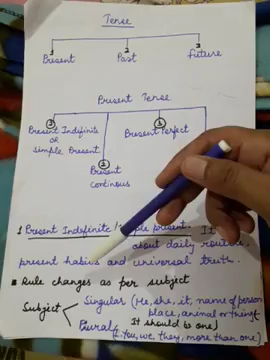 Tense
1 Present 2 Past 3 Future
Present Tense
① Present Indefinite or Simple Present
② Present continous
③ Present Perfect
1 Present Indefinite / simple present. It
about daily routine,
present habits and universal truth.
▪ Rule changes as per subject
Subject
Singular (He, she, it, name of person
place, animal or thing)
It should be one)
Plural (I, You, we, they, more than one)